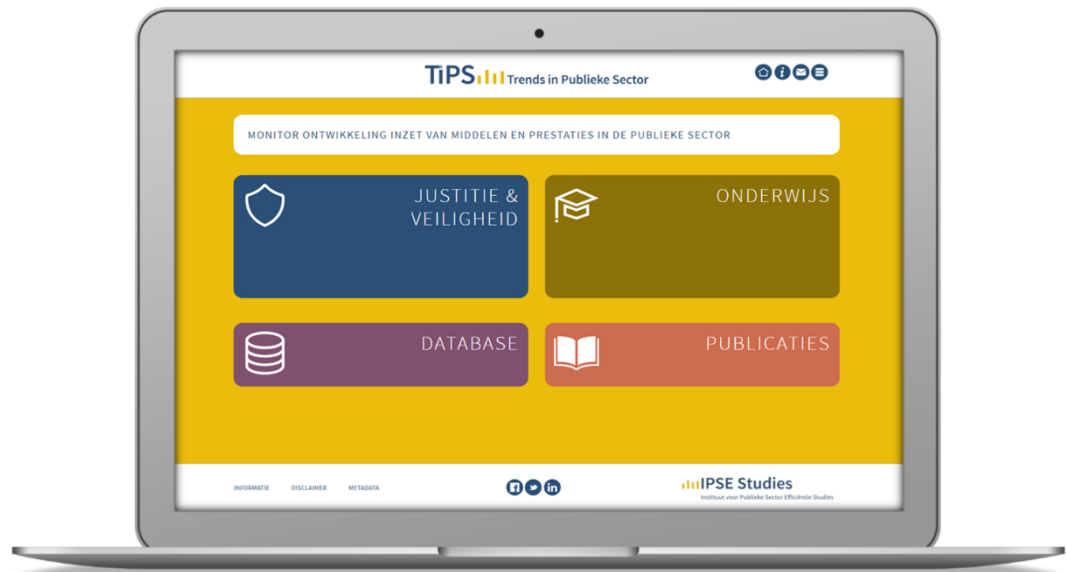 TiPS Trends in Publieke Sector
MONITOR ONTWIKKELING INZET VAN MIDDELEN EN PRESTATIES IN DE PUBLIEKE SECTOR
JUSTITIE &
VEILIGHEID
ONDERWIJS
DATABASE
PUBLICATIES
INFORMATIE DISCLAIMER METADATA
IPSE Studies
Instituut voor Publieke Sector Efficiëntie Studies